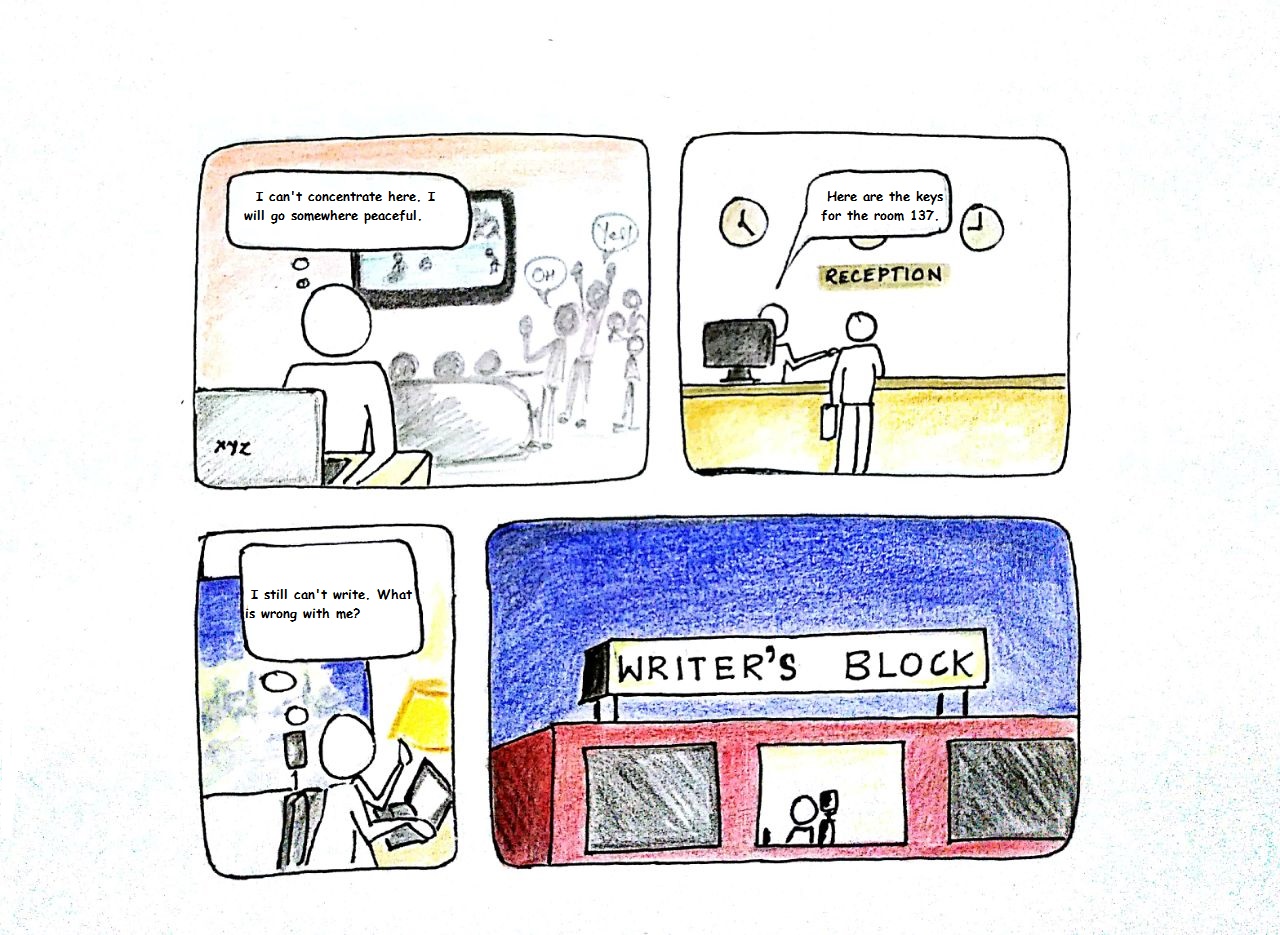 I can't concentrate here. I
will go somewhere peaceful.
OH
Yes!
xyz
Here are the keys
for the room 137.
RECEPTION
I still can't write. What
is wrong with me?
WRITER'S BLOCK